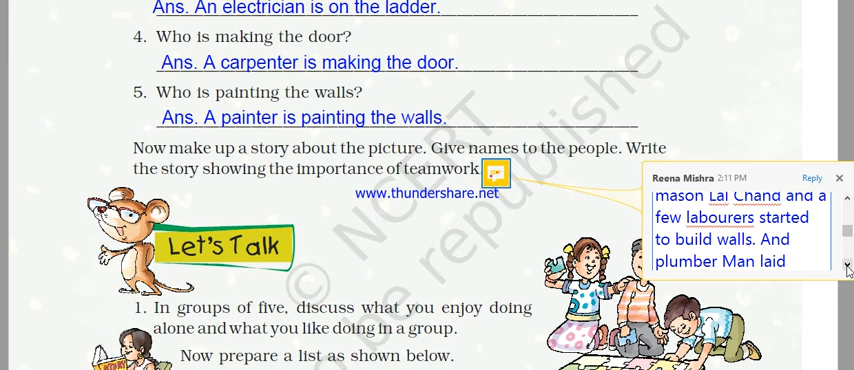 Ans. An electrician is on the ladder.
4. Who is making the door?
Ans. A carpenter is making the door.
5. Who is painting the walls?
Ans. A painter is painting the walls.
Now make up a story about the picture. Give names to the people. Write
the story showing the importance of teamwork
www.thundershare.net
Reena Mishra 2:11 PM Reply
mason Lal Chand and a
few labourers started
to build walls. And
plumber Man laid
Let's Talk
1. In groups of five, discuss what you enjoy doing
alone and what you like doing in a group.
Now prepare a list as shown below.
© NCERT
be republished